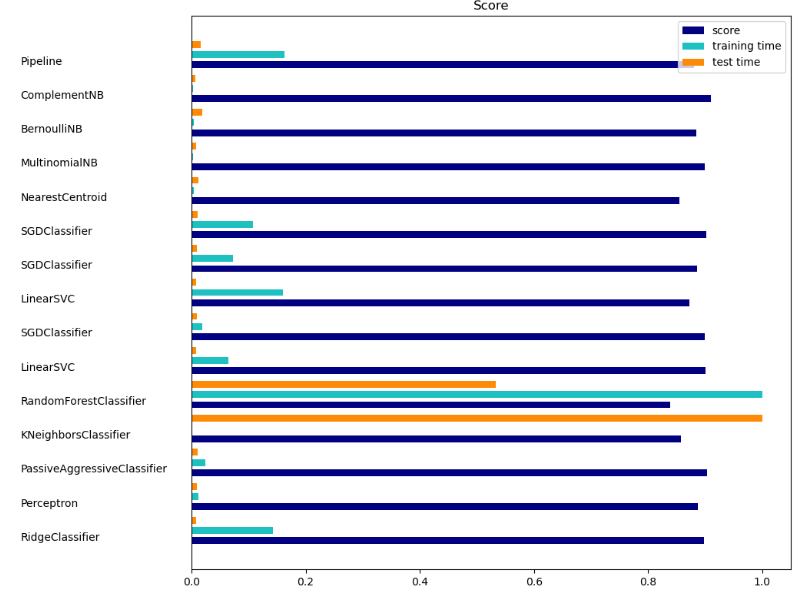 Score
score
training time
test time
Pipeline
ComplementNB
BernoulliNB
MultinomialNB
NearestCentroid
SGDClassifier
SGDClassifier
LinearSVC
SGDClassifier
LinearSVC
RandomForestClassifier
KNeighborsClassifier
PassiveAggressiveClassifier
Perceptron
RidgeClassifier
0.0 0.2 0.4 0.6 0.8 1.0